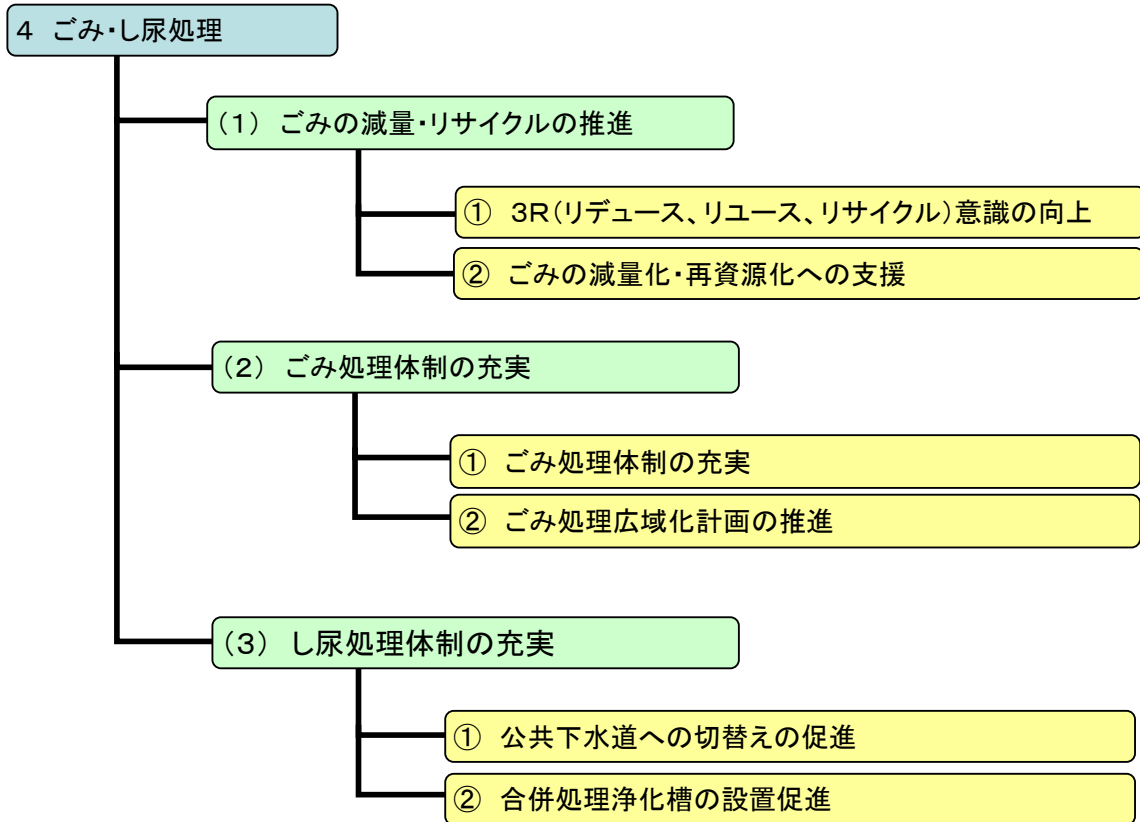 4 ごみ・し尿処理
（1） ごみの減量・リサイクルの推進
① 3R（リデュース、リユース、リサイクル）意識の向上
② ごみの減量化・再資源化への支援
（2） ごみ処理体制の充実
① ごみ処理体制の充実
② ごみ処理広域化計画の推進
（3） し尿処理体制の充実
① 公共下水道への切替えの促進
② 合併処理浄化槽の設置促進